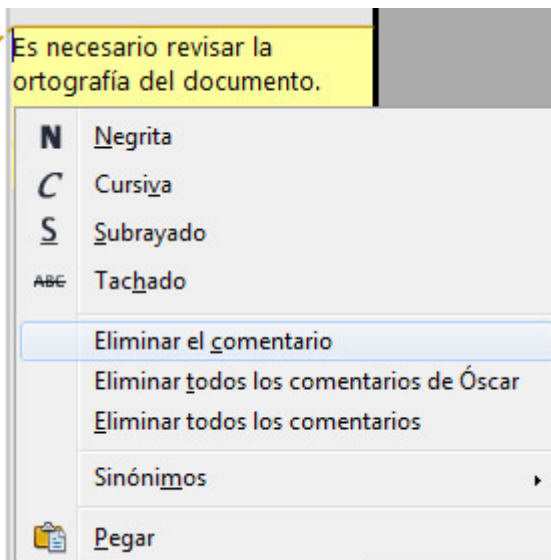 Es necesario revisar la
ortografía del documento.
N Negrita
C Cursiva
S Subrayado
ABC Tachado
Eliminar el comentario
Eliminar todos los comentarios de Óscar
Eliminar todos los comentarios
Sinónimos
Pegar